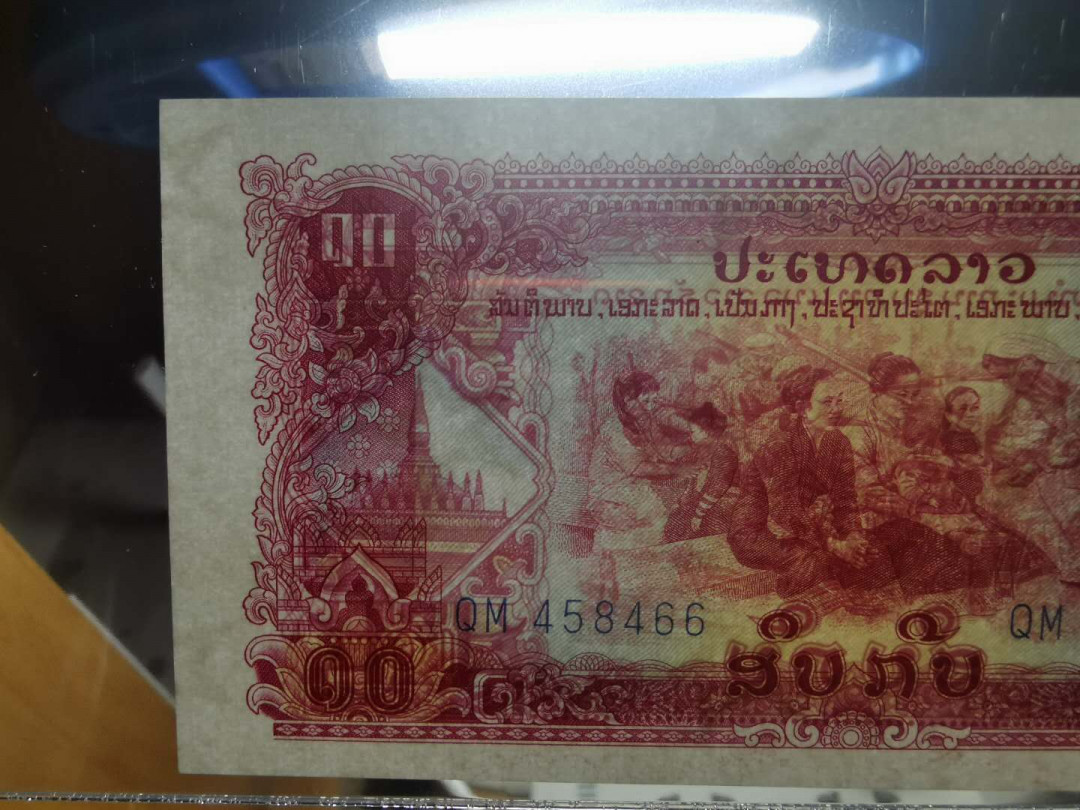 ໑໐
ປະເທດລາວ
ສັນຕິພາບ, ເອກະລາດ, ເປັນກາງ, ປະຊາທິປະໄຕ, ເອກະພາບ,
QM 458466 QM
໑໐ ສິບກີບ